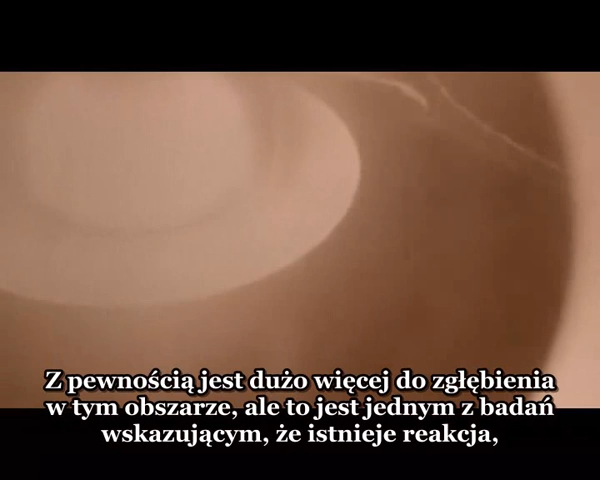 Z pewnością jest dużo więcej do zgłębienia
w tym obszarze, ale to jest jednym z badań
wskazującym, że istnieje reakcja,